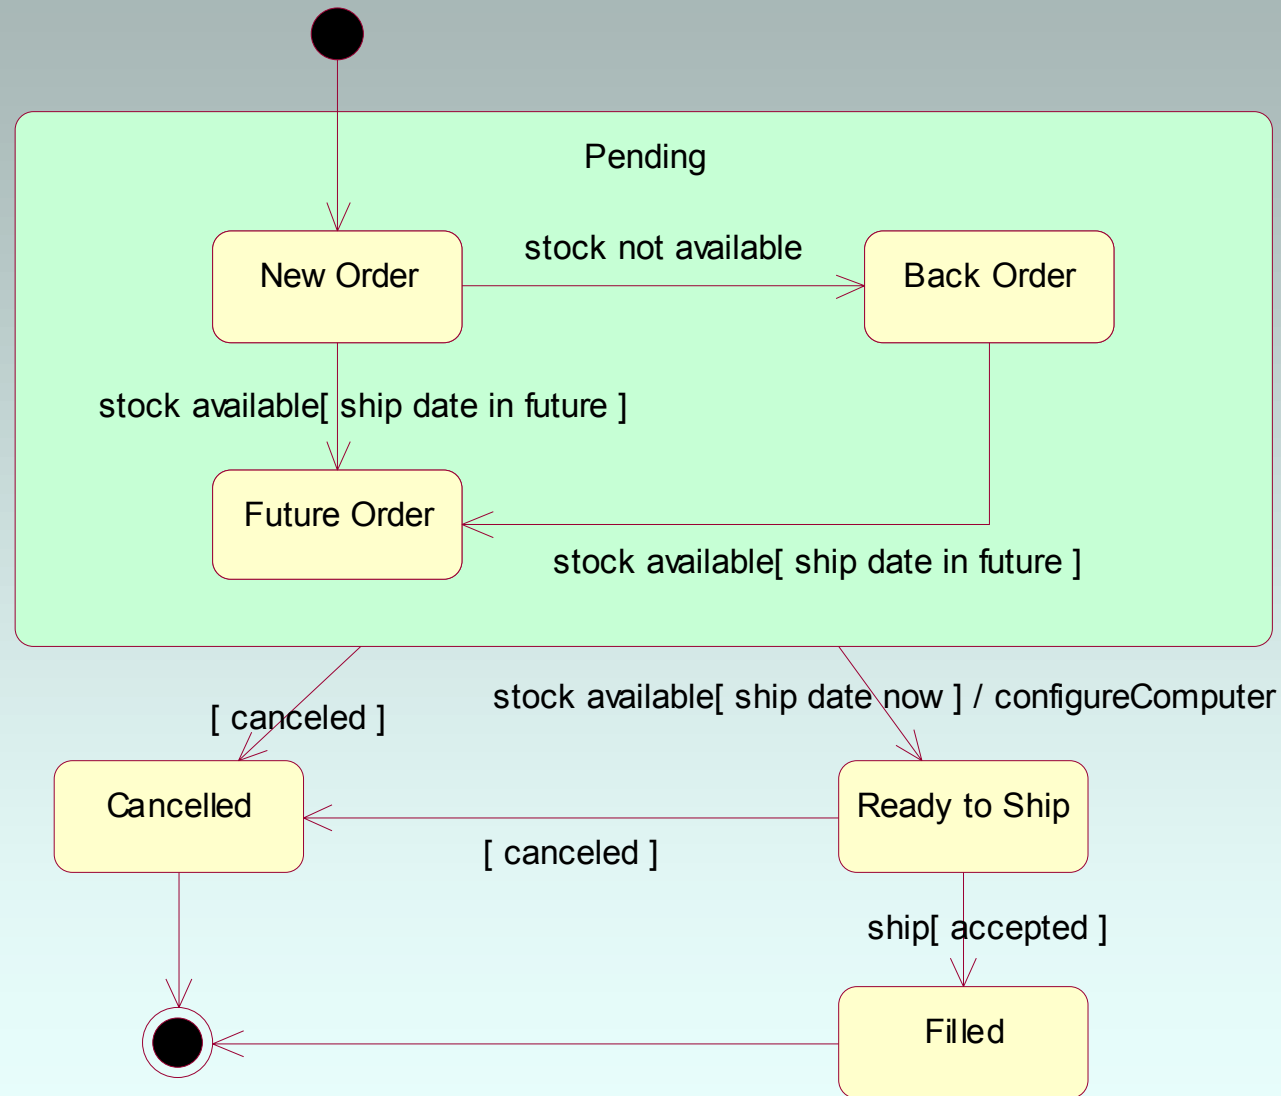 Pending
New Order
stock not available
Back Order
stock available[ ship date in future ]
Future Order
stock available[ ship date in future ]
[ canceled ]
stock available[ ship date now ] / configureComputer
Cancelled
Ready to Ship
[ canceled ]
ship[ accepted ]
Filled